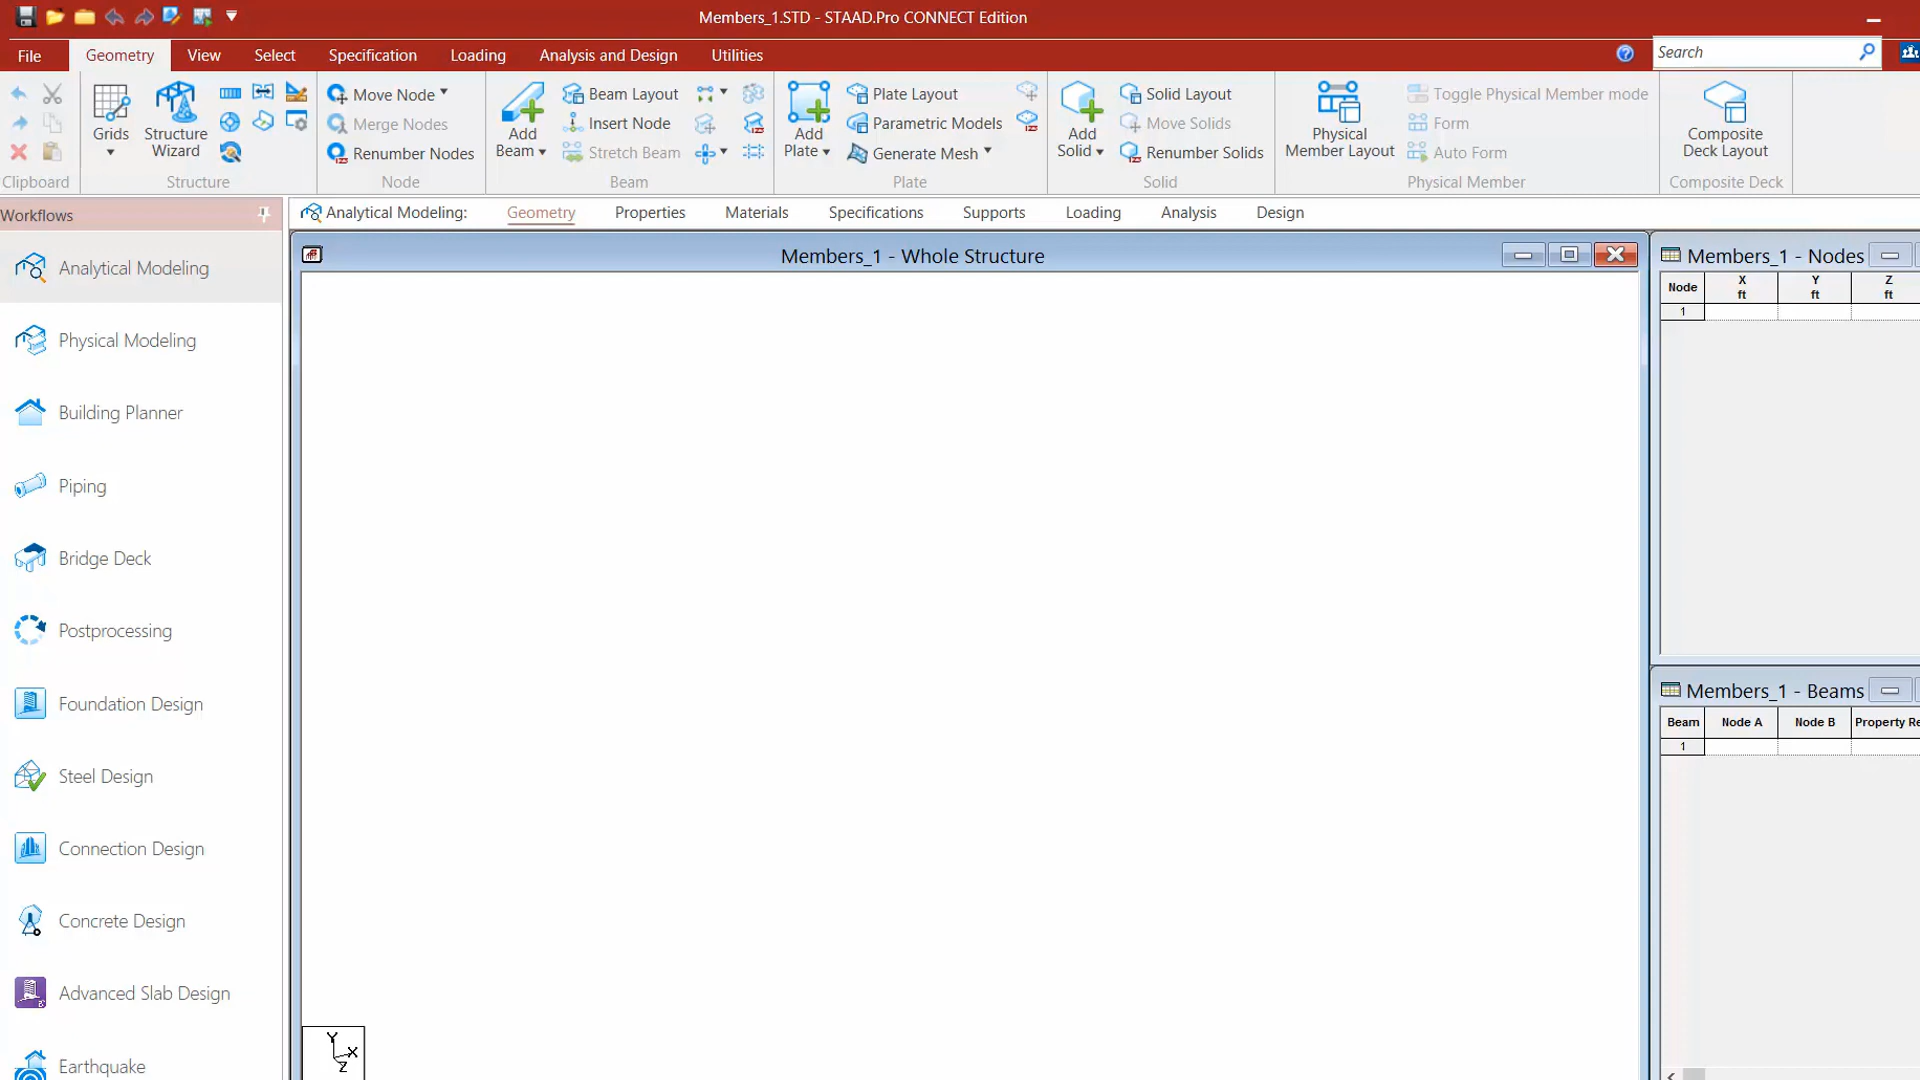 Members_1.STD - STAAD.Pro CONNECT Edition
File Geometry View Select Specification Loading Analysis and Design Utilities
Search
Grids
Structure Wizard
Move Node
Merge Nodes
Renumber Nodes
Add Beam
Beam Layout
Insert Node
Stretch Beam
Add Plate
Plate Layout
Parametric Models
Generate Mesh
Add Solid
Solid Layout
Move Solids
Renumber Solids
Physical Member Layout
Toggle Physical Member mode
Form
Auto Form
Composite Deck Layout
Clipboard Structure Node Beam Plate Solid Physical Member Composite Deck
Workflows
Analytical Modeling: Geometry Properties Materials Specifications Supports Loading Analysis Design
Analytical Modeling
Physical Modeling
Building Planner
Piping
Bridge Deck
Postprocessing
Foundation Design
Steel Design
Connection Design
Concrete Design
Advanced Slab Design
Earthquake
Members_1 - Whole Structure
Y
X
Z
Members_1 - Nodes
Node X ft Y ft Z ft
1
Members_1 - Beams
Beam Node A Node B Property Re
1